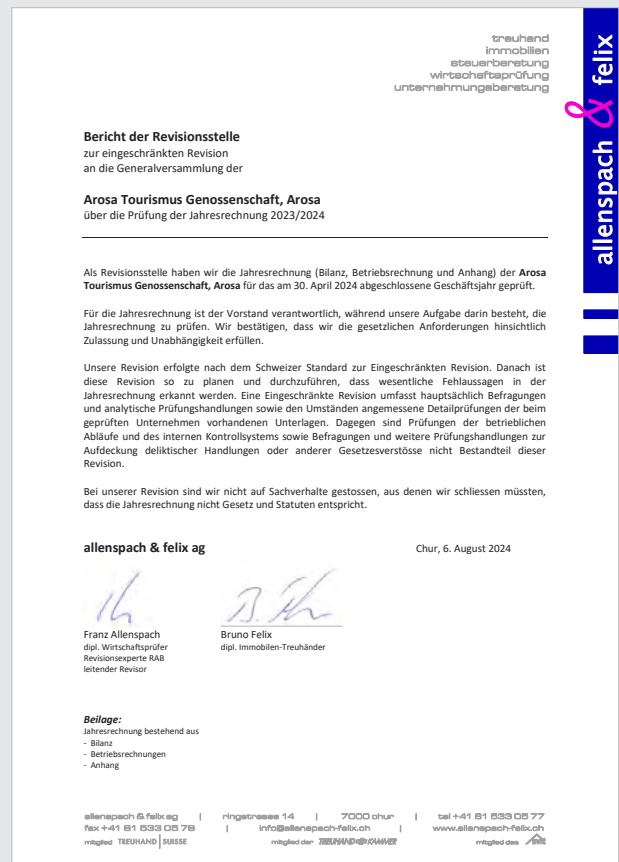 treuhand
immobilien
steuerberatung
wirtschaftsprüfung
unternehmungsberatung
allenspach & felix
Bericht der Revisionsstelle
zur eingeschränkten Revision
an die Generalversammlung der
Arosa Tourismus Genossenschaft, Arosa
über die Prüfung der Jahresrechnung 2023/2024
Als Revisionsstelle haben wir die Jahresrechnung (Bilanz, Betriebsrechnung und Anhang) der Arosa
Tourismus Genossenschaft, Arosa für das am 30. April 2024 abgeschlossene Geschäftsjahr geprüft.
Für die Jahresrechnung ist der Vorstand verantwortlich, während unsere Aufgabe darin besteht, die
Jahresrechnung zu prüfen. Wir bestätigen, dass wir die gesetzlichen Anforderungen hinsichtlich
Zulassung und Unabhängigkeit erfüllen.
Unsere Revision erfolgte nach dem Schweizer Standard zur Eingeschränkten Revision. Danach ist
diese Revision so zu planen und durchzuführen, dass wesentliche Fehlaussagen in der
Jahresrechnung erkannt werden. Eine Eingeschränkte Revision umfasst hauptsächlich Befragungen
und analytische Prüfungshandlungen sowie den Umständen angemessene Detailprüfungen der beim
geprüften Unternehmen vorhandenen Unterlagen. Dagegen sind Prüfungen der betrieblichen
Abläufe und des internen Kontrollsystems sowie Befragungen und weitere Prüfungshandlungen zur
Aufdeckung deliktischer Handlungen oder anderer Gesetzesverstösse nicht Bestandteil dieser
Revision.
Bei unserer Revision sind wir nicht auf Sachverhalte gestossen, aus denen wir schliessen müssten,
dass die Jahresrechnung nicht Gesetz und Statuten entspricht.
allenspach & felix ag Chur, 6. August 2024
Franz Allenspach Bruno Felix
dipl. Wirtschaftsprüfer dipl. Immobilen-Treuhänder
Revisionsexperte RAB
leitender Revisor
Beilage:
Jahresrechnung bestehend aus
- Bilanz
- Betriebsrechnungen
- Anhang
allenspach & felix ag | ringstrasse 14 | 7000 chur | tel +41 81 533 05 77
fax +41 81 533 05 78 | info@allenspach-felix.ch | www.allenspach-felix.ch
mitglied TREUHAND | SUISSE mitglied der TREUHAND KAMMER mitglied des SVIT